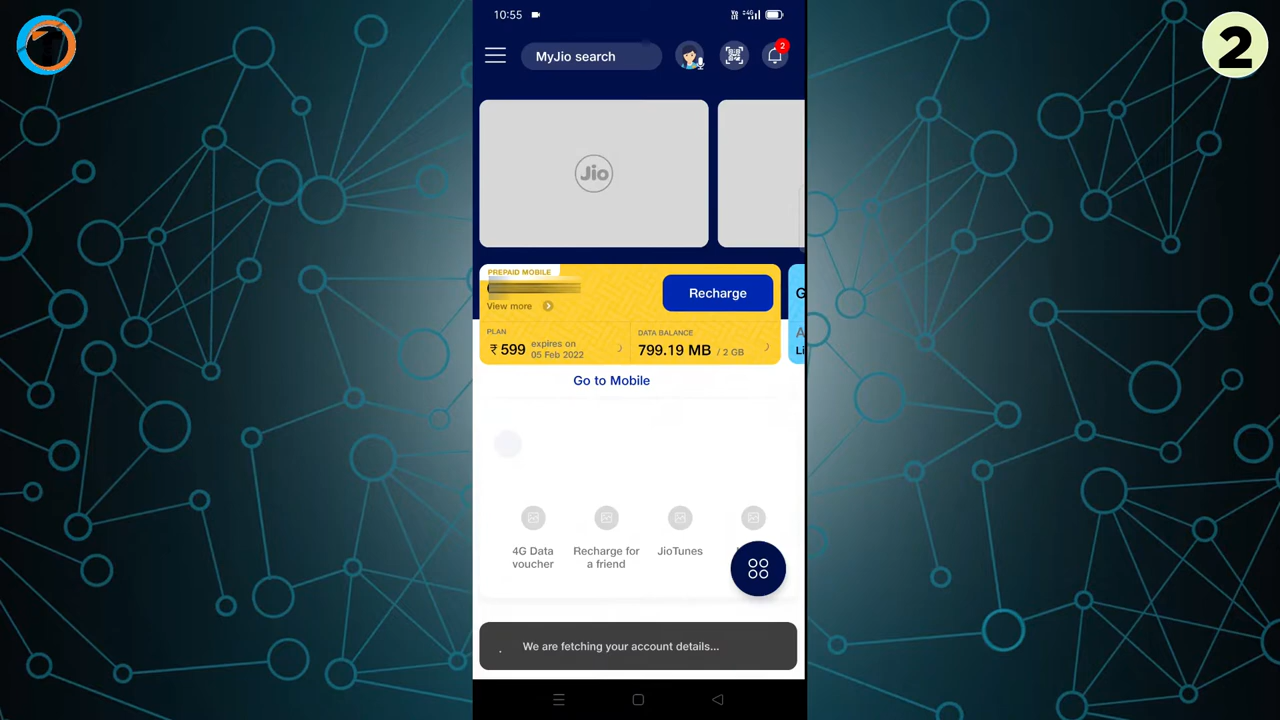 10:55
4G
2
MyJio search
2
Jio
PREPAID MOBILE
Recharge
View more
PLAN
DATA BALANCE
₹ 599
expires on
05 Feb 2022
799.19 MB / 2 GB
G
A
Li
Go to Mobile
4G Data
voucher
Recharge for
a friend
JioTunes
We are fetching your account details...